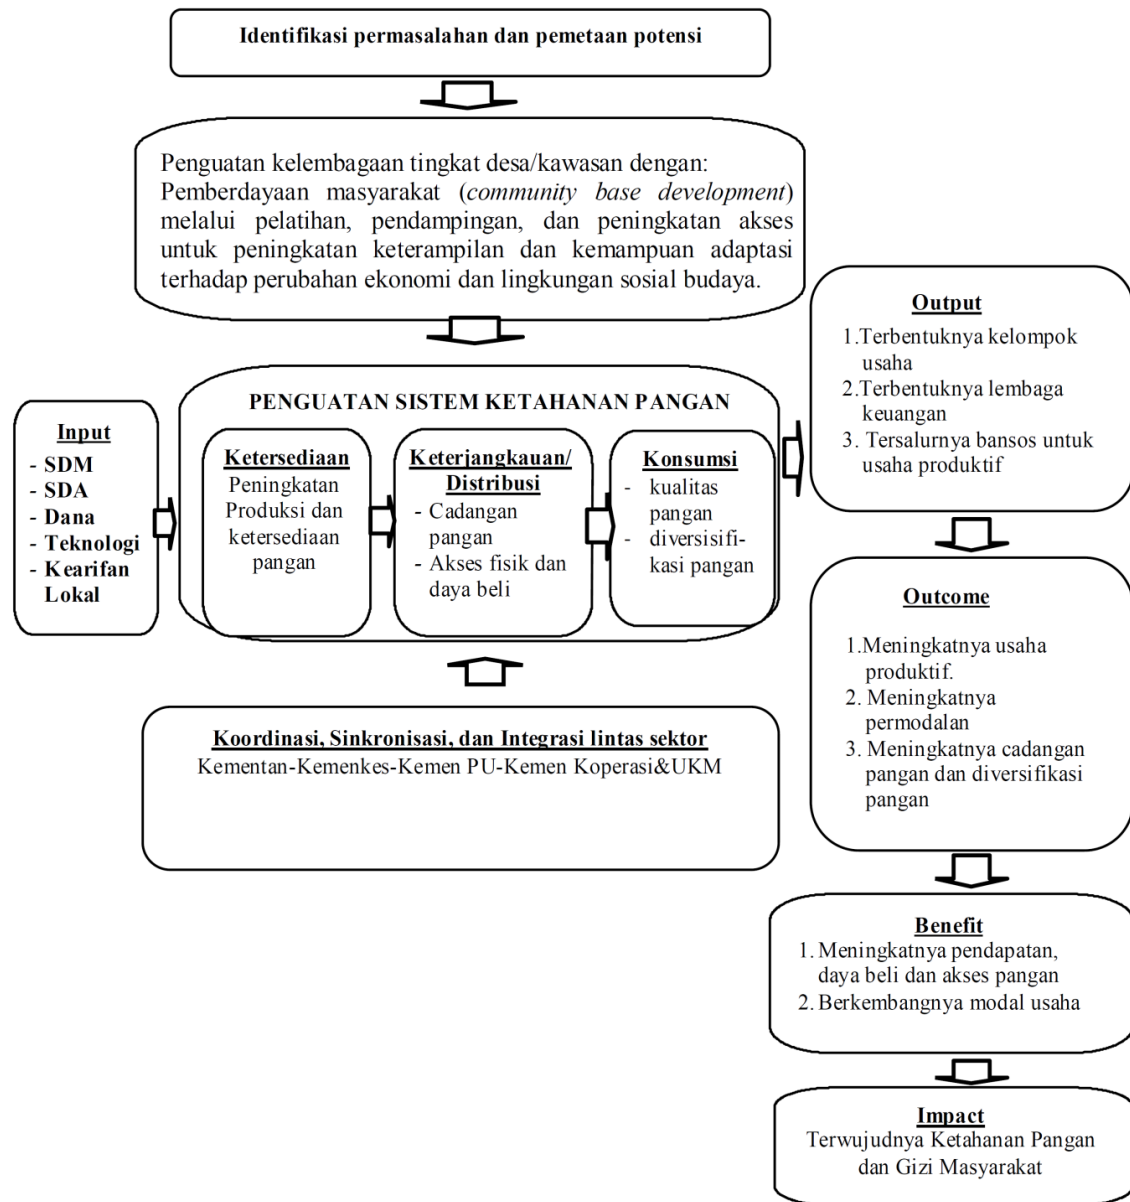 Identifikasi permasalahan dan pemetaan potensi
Penguatan kelembagaan tingkat desa/kawasan dengan:
Pemberdayaan masyarakat (community base development)
melalui pelatihan, pendampingan, dan peningkatan akses
untuk peningkatan keterampilan dan kemampuan adaptasi
terhadap perubahan ekonomi dan lingkungan sosial budaya.
Input
- SDM
- SDA
- Dana
- Teknologi
- Kearifan
Lokal
PENGUATAN SISTEM KETAHANAN PANGAN
Ketersediaan
Peningkatan
Produksi dan
ketersediaan
pangan
Keterjangkauan/
Distribusi
- Cadangan
pangan
- Akses fisik dan
daya beli
Konsumsi
- kualitas
pangan
- diversisifi-
kasi pangan
Koordinasi, Sinkronisasi, dan Integrasi lintas sektor
Kementan-Kemenkes-Kemen PU-Kemen Koperasi&UKM
Output
1.Terbentuknya kelompok
usaha
2.Terbentuknya lembaga
keuangan
3. Tersalurnya bansos untuk
usaha produktif
Outcome
1.Meningkatnya usaha
produktif.
2. Meningkatnya
permodalan
3. Meningkatnya cadangan
pangan dan diversifikasi
pangan
Benefit
1. Meningkatnya pendapatan,
daya beli dan akses pangan
2. Berkembangnya modal usaha
Impact
Terwujudnya Ketahanan Pangan
dan Gizi Masyarakat